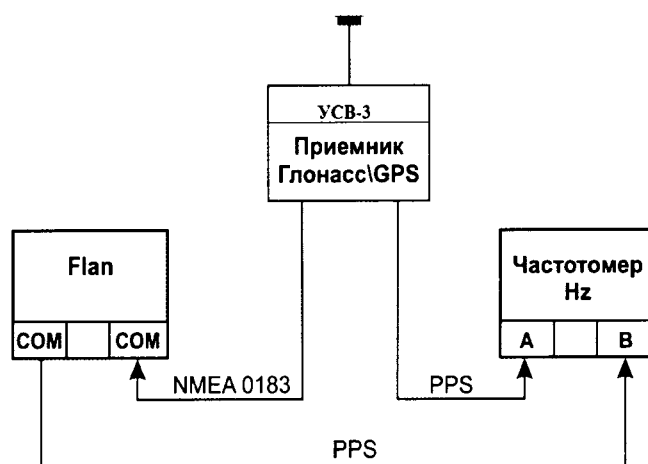 УСВ-3
Приемник
Глонасс\GPS
Flan
COM
COM
Частотомер
Hz
A
B
NMEA 0183
PPS
PPS